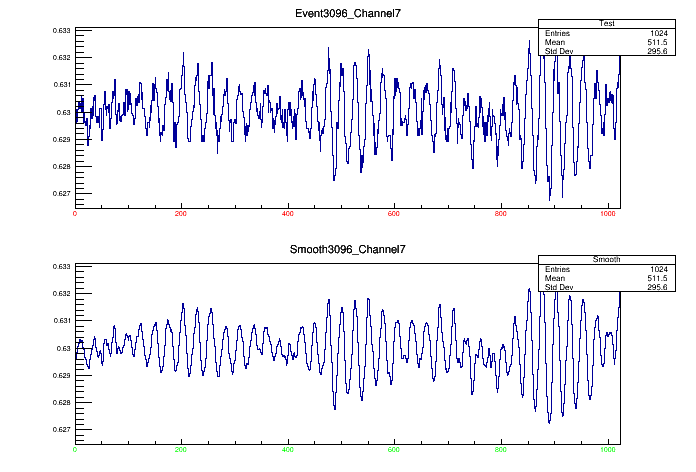 Event3096_Channel7
Test
Entries 1024
Mean 511.5
Std Dev 295.6
0.633
0.632
0.631
0.63
0.629
0.628
0.627
0 200 400 600 800 1000
Smooth3096_Channel7
Smooth
Entries 1024
Mean 511.5
Std Dev 295.6
0.633
0.632
0.631
0.63
0.629
0.628
0.627
0 200 400 600 800 1000